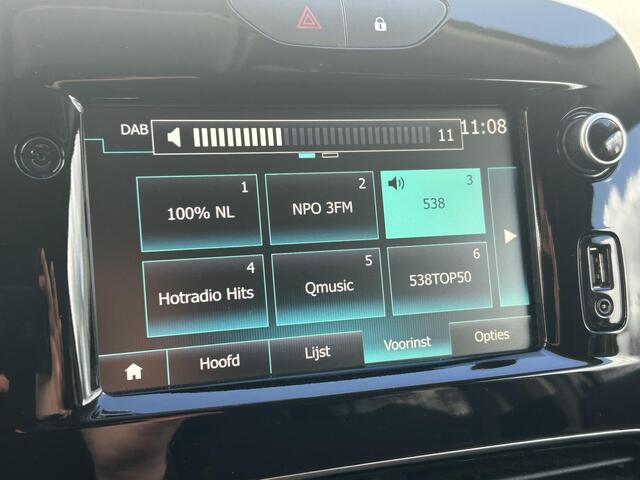 DAB
11
11:08
1
100% NL
2
NPO 3FM
3
538
4
Hotradio Hits
5
Qmusic
6
538TOP50
Hoofd
Lijst
Voorinst
Opties